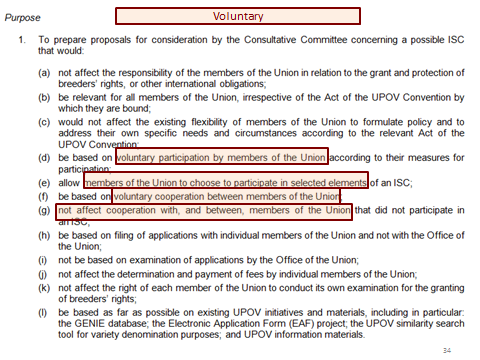 Purpose
Voluntary
1. To prepare proposals for consideration by the Consultative Committee concerning a possible ISC
that would:
(a) not affect the responsibility of the members of the Union in relation to the grant and protection of
breeders' rights, or other international obligations;
(b) be relevant for all members of the Union, irrespective of the Act of the UPOV Convention by
which they are bound;
(c) would not affect the existing flexibility of members of the Union to formulate policy and to
address their own specific needs and circumstances according to the relevant Act of the
UPOV Convention;
(d) be based on voluntary participation by members of the Union according to their measures for
participation;
(e) allow members of the Union to choose to participate in selected elements of an ISC;
(f) be based on voluntary cooperation between members of the Union;
(g) not affect cooperation with, and between, members of the Union that did not participate in
an ISC;
(h) be based on filing of applications with individual members of the Union and not with the Office of
the Union;
(i) not be based on examination of applications by the Office of the Union;
(j) not affect the determination and payment of fees by individual members of the Union;
(k) not affect the right of each member of the Union to conduct its own examination for the granting
of breeders' rights;
(l) be based as far as possible on existing UPOV initiatives and materials, including in particular:
the GENIE database; the Electronic Application Form (EAF) project; the UPOV similarity search
tool for variety denomination purposes; and UPOV information materials.
34